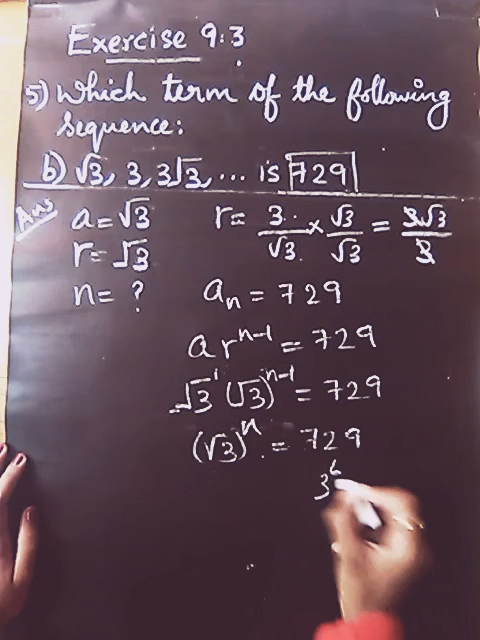 Exercise 9:3
5) Which term of the following
sequence:
b) √3, 3, 3√3, ... is 729
Ans a = √3 r = 3/√3 × √3/√3 = 3√3/3
r = √3
n = ? aₙ = 729
a rⁿ⁻¹ = 729
√3¹ (√3)ⁿ⁻¹ = 729
(√3)ⁿ = 729
3⁶